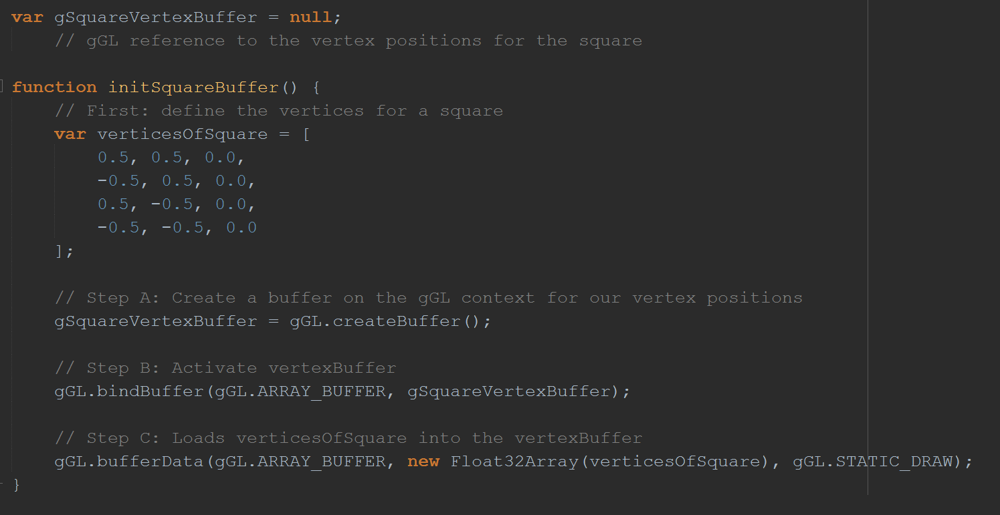 var gSquareVertexBuffer = null;
    // gGL reference to the vertex positions for the square

function initSquareBuffer() {
    // First: define the vertices for a square
    var verticesOfSquare = [
        0.5, 0.5, 0.0,
        -0.5, 0.5, 0.0,
        0.5, -0.5, 0.0,
        -0.5, -0.5, 0.0
    ];

    // Step A: Create a buffer on the gGL context for our vertex positions
    gSquareVertexBuffer = gGL.createBuffer();

    // Step B: Activate vertexBuffer
    gGL.bindBuffer(gGL.ARRAY_BUFFER, gSquareVertexBuffer);

    // Step C: Loads verticesOfSquare into the vertexBuffer
    gGL.bufferData(gGL.ARRAY_BUFFER, new Float32Array(verticesOfSquare), gGL.STATIC_DRAW);
}